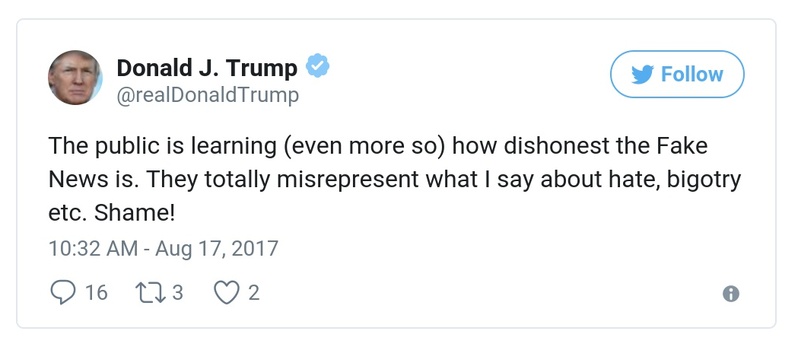 Donald J. Trump
Follow
@realDonaldTrump
The public is learning (even more so) how dishonest the Fake
News is. They totally misrepresent what I say about hate, bigotry
etc. Shame!
10:32 AM - Aug 17, 2017
16 3 2